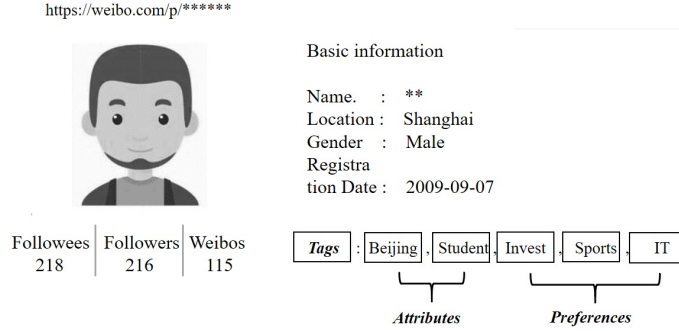 https://weibo.com/p/******
Basic information
Name. : **
Location : Shanghai
Gender : Male
Registra
tion Date : 2009-09-07
Followees Followers Weibos
218 216 115
Tags : Beijing , Student , Invest , Sports , IT
Attributes Preferences